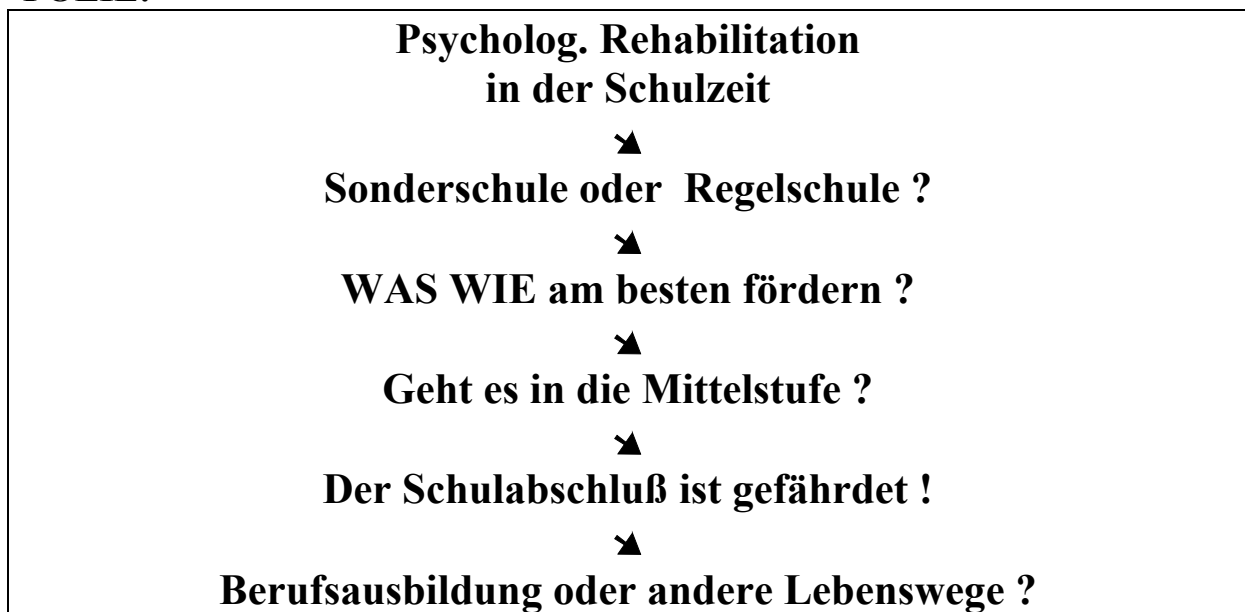 Psycholog. Rehabilitation
in der Schulzeit
Sonderschule oder Regelschule ?
WAS WIE am besten fördern ?
Geht es in die Mittelstufe ?
Der Schulabschluß ist gefährdet !
Berufsausbildung oder andere Lebenswege ?